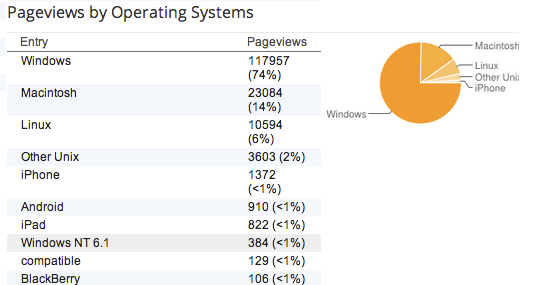 Pageviews by Operating Systems
Entry Pageviews
Windows 117957
(74%)
Macintosh 23084
(14%)
Linux 10594
(6%)
Other Unix 3603 (2%)
iPhone 1372
(<1%)
Android 910 (<1%)
iPad 822 (<1%)
Windows NT 6.1 384 (<1%)
compatible 129 (<1%)
BlackBerry 106 (<1%)
Macintosh
Linux
Other Uni
iPhone
Windows